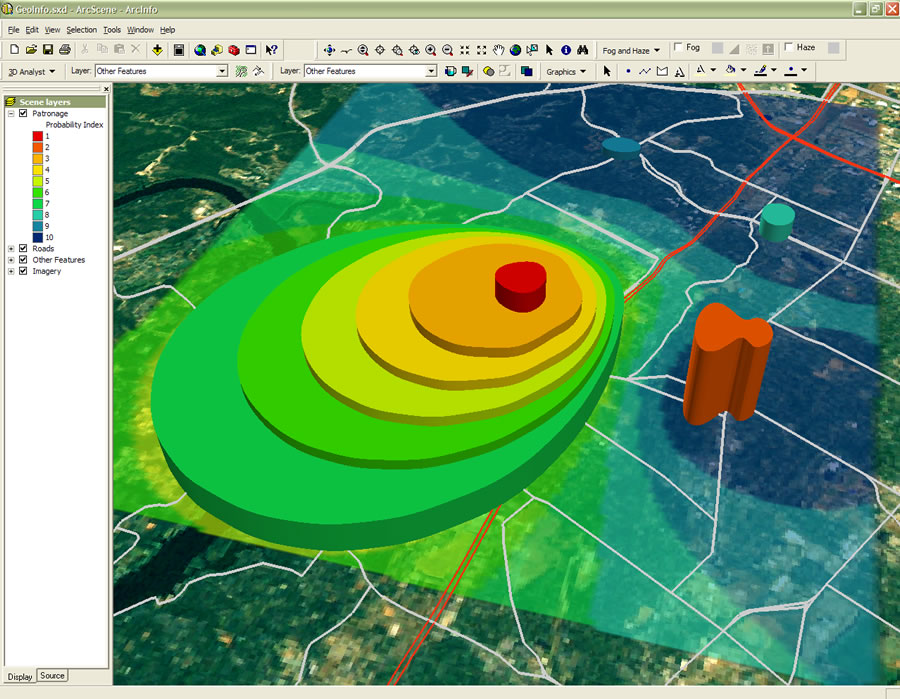 GeoInfo.sxd - ArcScene - ArcInfo
File Edit View Selection Tools Window Help
Fog and Haze Fog Haze
3D Analyst Layer: Other Features Layer: Other Features Graphics
Scene layers
Patronage
Probability Index
1
2
3
4
5
6
7
8
9
10
Roads
Other Features
Imagery
Display Source